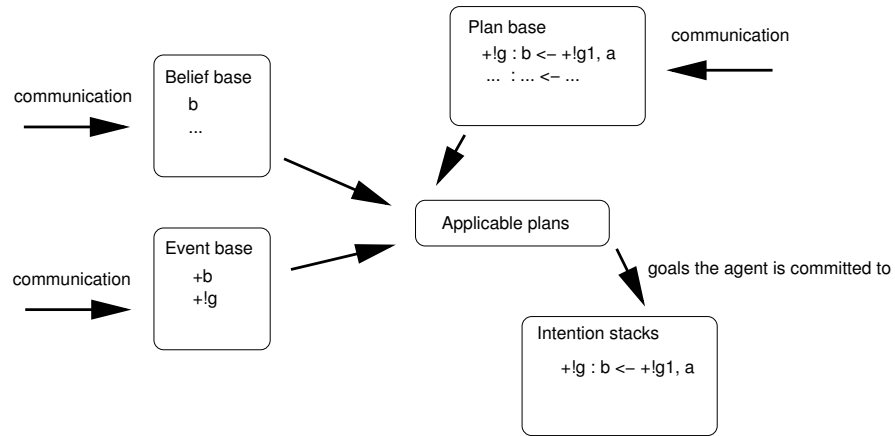 Plan base
+!g : b <– +!g1, a
... : ... <– ...
communication
Belief base
b
...
communication
Applicable plans
Event base
+b
+!g
communication
goals the agent is committed to
Intention stacks
+!g : b <– +!g1, a